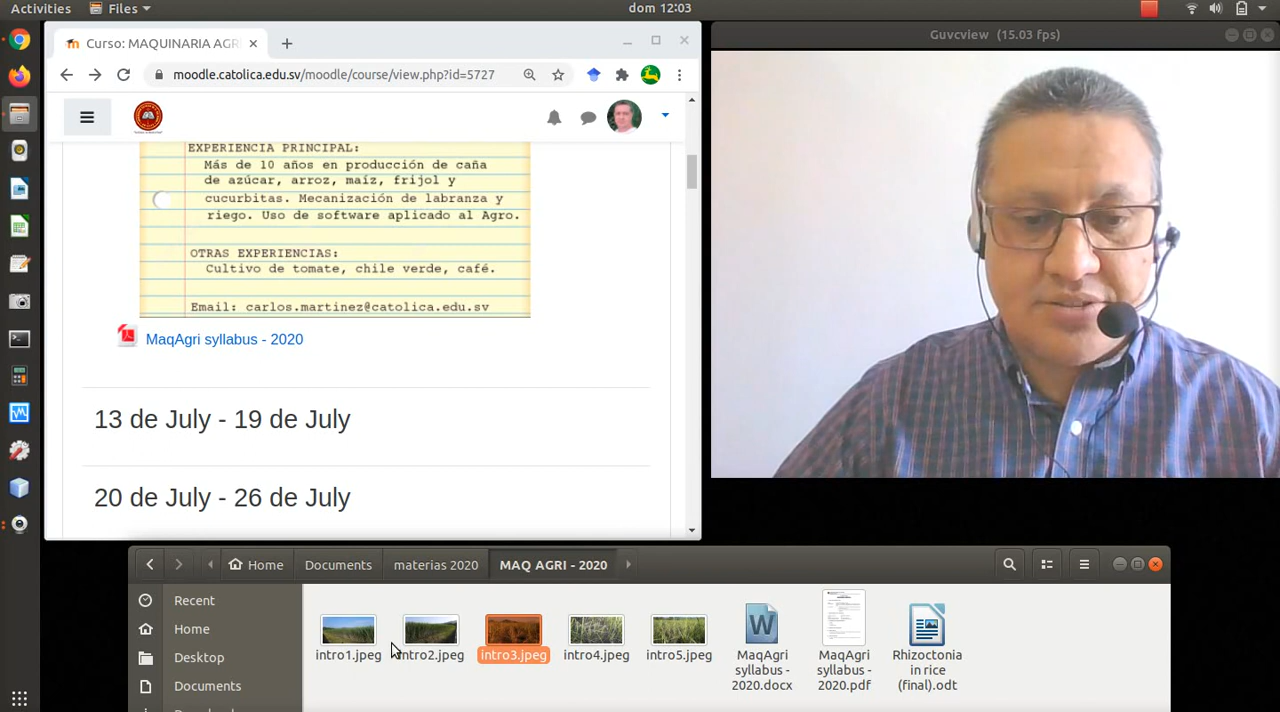 Activities
Files
dom 12:03
Curso: MAQUINARIA AGRI
Guvcview (15.03 fps)
moodle.catolica.edu.sv/moodle/course/view.php?id=5727
EXPERIENCIA PRINCIPAL:
Más de 10 años en producción de caña
de azúcar, arroz, maíz, frijol y
cucurbitas. Mecanización de labranza y
riego. Uso de software aplicado al Agro.
OTRAS EXPERIENCIAS:
Cultivo de tomate, chile verde, café.
Email: carlos.martinez@catolica.edu.sv
MaqAgri syllabus - 2020
13 de July - 19 de July
20 de July - 26 de July
Home
Documents
materias 2020
MAQ AGRI - 2020
Recent
Home
Desktop
Documents
intro1.jpeg
intro2.jpeg
intro3.jpeg
intro4.jpeg
intro5.jpeg
MaqAgri
syllabus -
2020.docx
MaqAgri
syllabus -
2020.pdf
Rhizoctonia
in rice
(final).odt